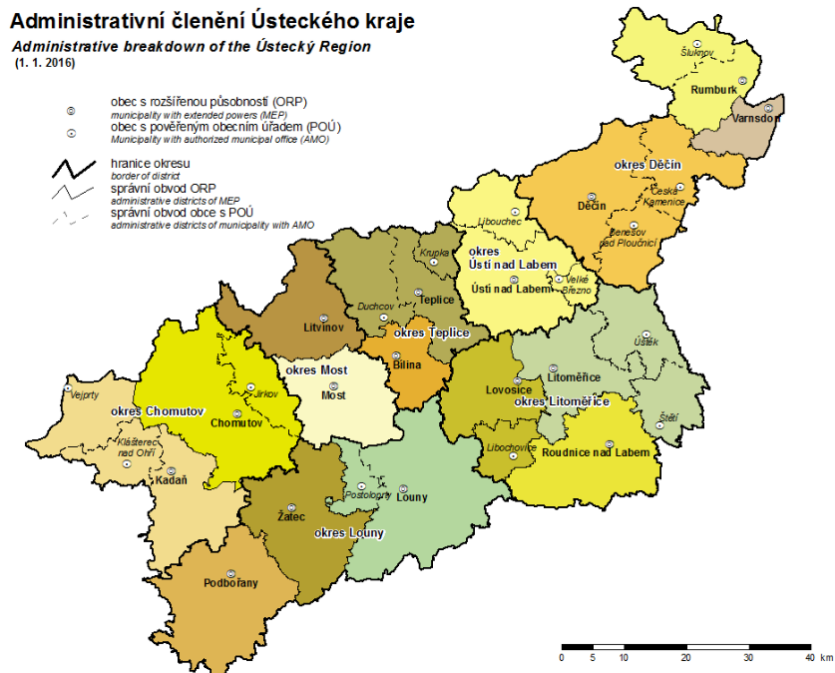 Administrativní členění Ústeckého kraje
Administrative breakdown of the Ústecký Region
(1. 1. 2016)
obec s rozšířenou působností (ORP)
municipality with extended powers (MEP)
obec s pověřeným obecním úřadem (POÚ)
Municipality with authorized municipal office (AMO)
hranice okresu
border of district
správní obvod ORP
administrative districts of MEP
správní obvod obce s POÚ
administrative districts of municipality with AMO
Šluknov
Rumburk
Varnsdorf
okres Děčín
Děčín
Česká
Kamenice
Benešov
nad Ploučnicí
Libouchec
okres
Ústí nad Labem
Ústí nad Labem
Velké
Březno
Krupka
Teplice
Duchcov
okres Teplice
Bílina
Litvínov
okres Most
Most
Vejprty
okres Chomutov
Jirkov
Chomutov
Klášterec
nad Ohří
Kadaň
Úštěk
Litoměřice
Lovosice
okres Litoměřice
Štětí
Libochovice
Roudnice nad Labem
Postoloprty
Louny
Žatec
okres Louny
Podbořany
0 5 10 20 30 40 km